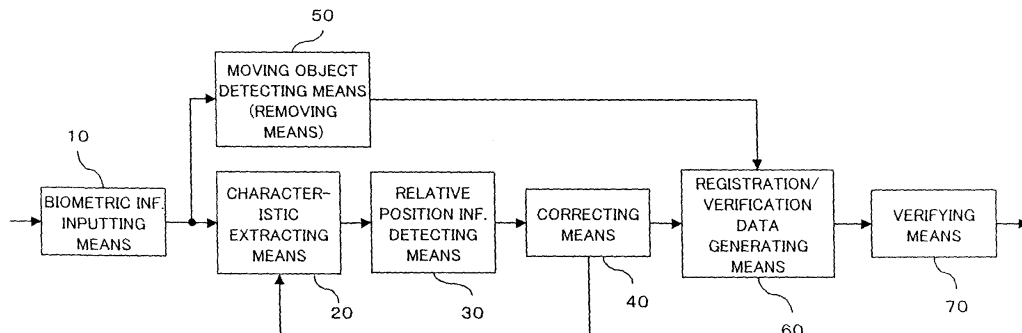 50
MOVING OBJECT
DETECTING MEANS
(REMOVING
MEANS)
10
BIOMETRIC INF.
INPUTTING
MEANS
CHARACTER-
ISTIC
EXTRACTING
MEANS
20
RELATIVE
POSITION INF.
DETECTING
MEANS
30
CORRECTING
MEANS
40
REGISTRATION/
VERIFICATION
DATA
GENERATING
MEANS
60
VERIFYING
MEANS
70